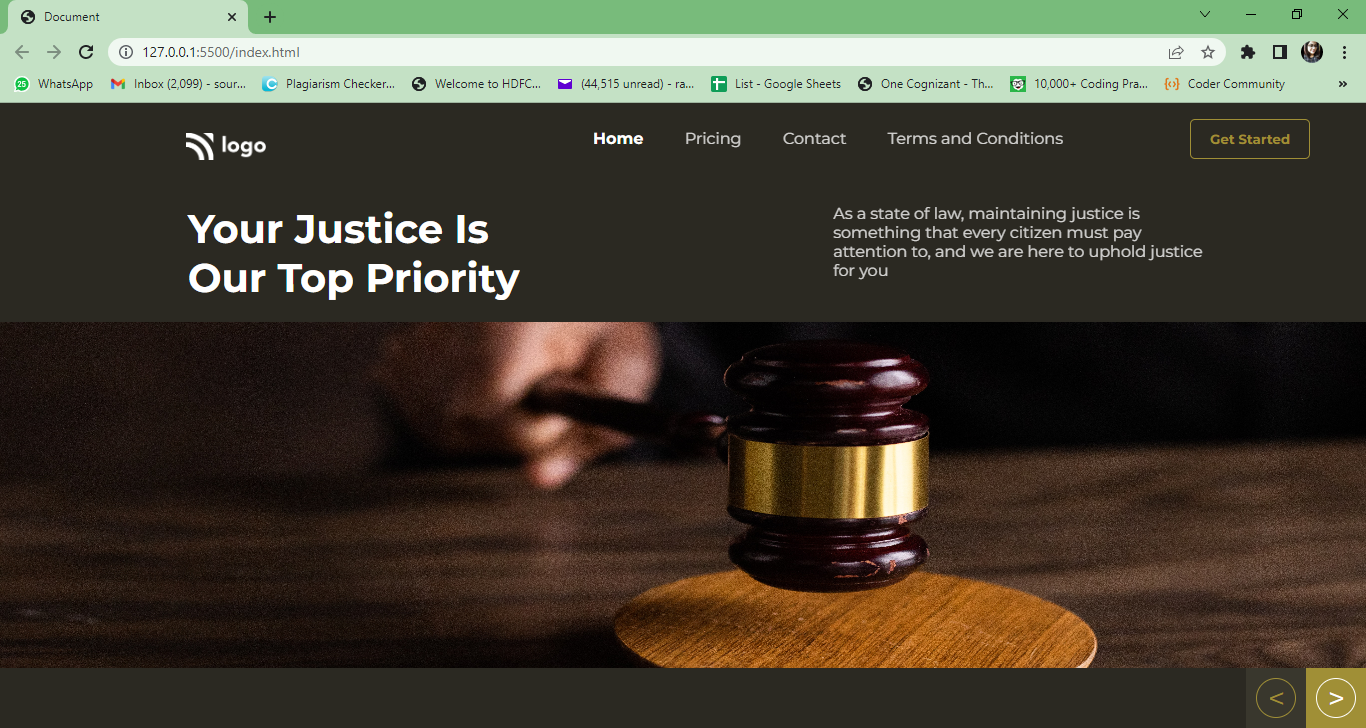 Document
127.0.0.1:5500/index.html
25 WhatsApp Inbox (2,099) - sour... Plagiarism Checker... Welcome to HDFC... (44,515 unread) - ra... List - Google Sheets One Cognizant - Th... 10,000+ Coding Pra... Coder Community »
logo Home Pricing Contact Terms and Conditions Get Started
Your Justice Is
Our Top Priority
As a state of law, maintaining justice is
something that every citizen must pay
attention to, and we are here to uphold justice
for you
< >